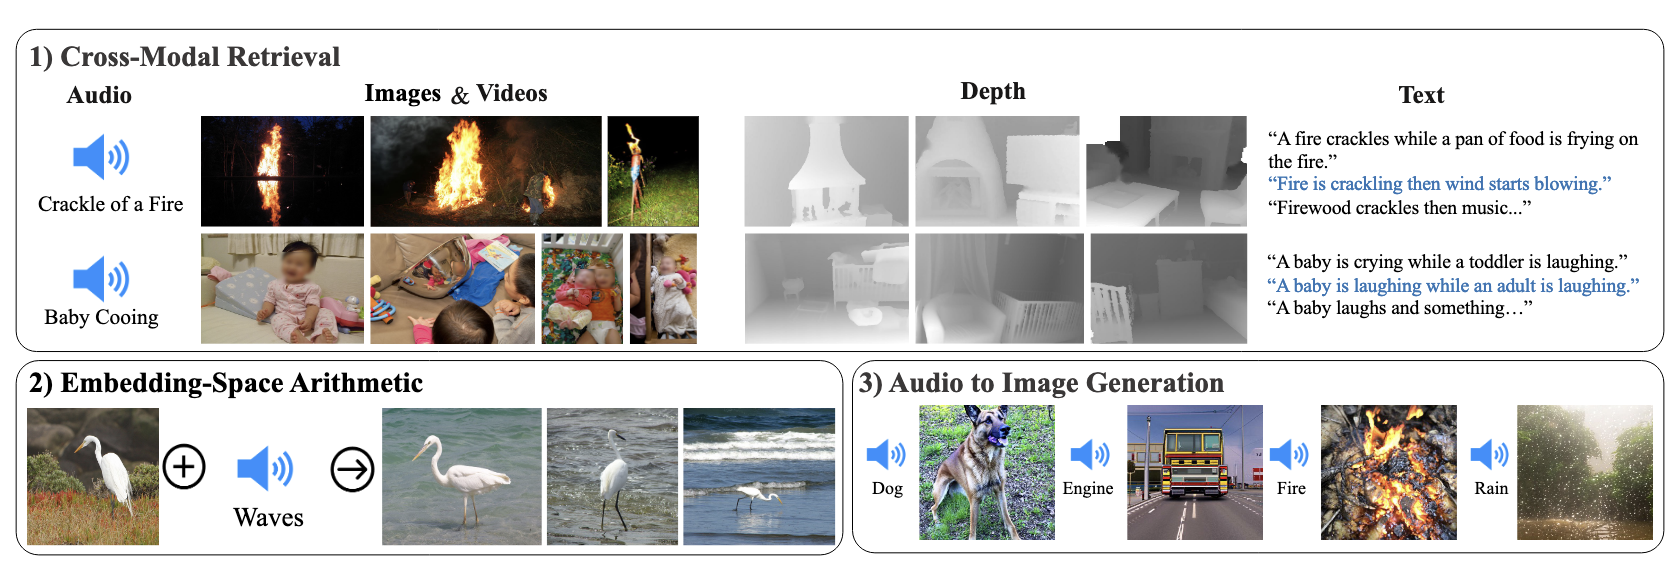 1) Cross-Modal Retrieval
Audio
Images & Videos
Depth
Text
Crackle of a Fire
“A fire crackles while a pan of food is frying on
the fire.”
“Fire is crackling then wind starts blowing.”
“Firewood crackles then music...”
Baby Cooing
“A baby is crying while a toddler is laughing.”
“A baby is laughing while an adult is laughing.”
“A baby laughs and something…”
2) Embedding-Space Arithmetic
Waves
3) Audio to Image Generation
Dog
Engine
Fire
Rain